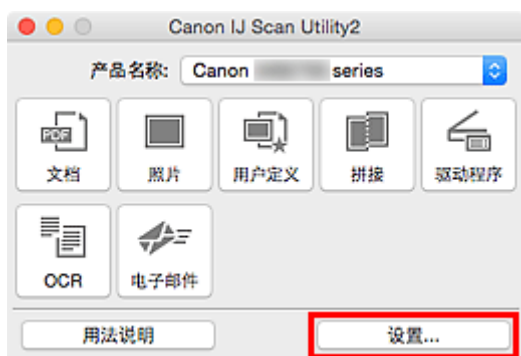 Canon IJ Scan Utility2
产品名称: Canon series
PDF
文档 照片 用户定义 拼接 驱动程序
OCR 电子邮件
用法说明 设置...